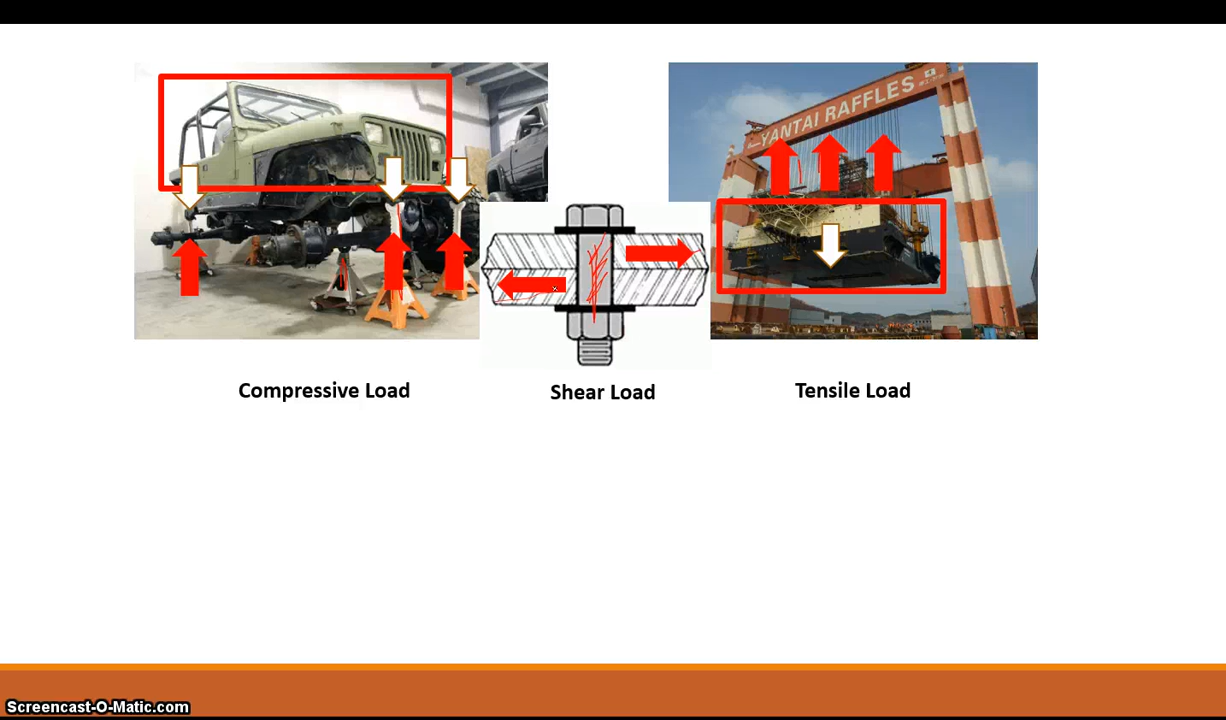 YANTAI RAFFLES
Compressive Load
Shear Load
Tensile Load
Screencast-O-Matic.com